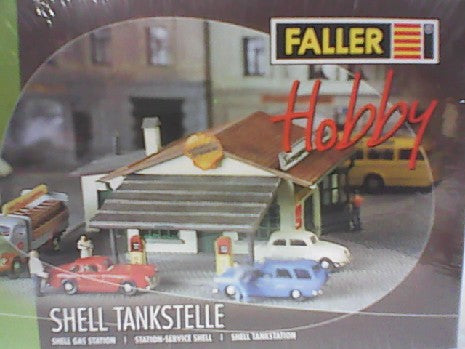 FALLER
Hobby
SHELL TANKSTELLE
SHELL GAS STATION | STATION-SERVICE SHELL | SHELL TANKSTATION